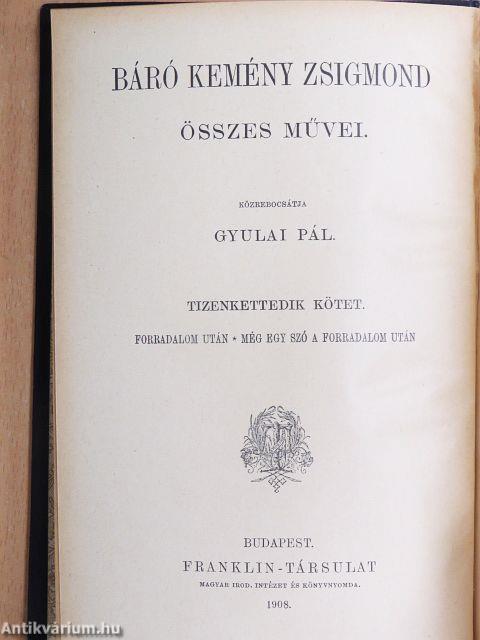 BÁRÓ KEMÉNY ZSIGMOND
ÖSSZES MŰVEI.
KÖZREBOCSÁTJA
GYULAI PÁL.
TIZENKETTEDIK KÖTET.
FORRADALOM UTÁN * MÉG EGY SZÓ A FORRADALOM UTÁN
BUDAPEST.
FRANKLIN-TÁRSULAT
MAGYAR IROD. INTÉZET ÉS KÖNYVNYOMDA.
1908.
Antikvárium.hu